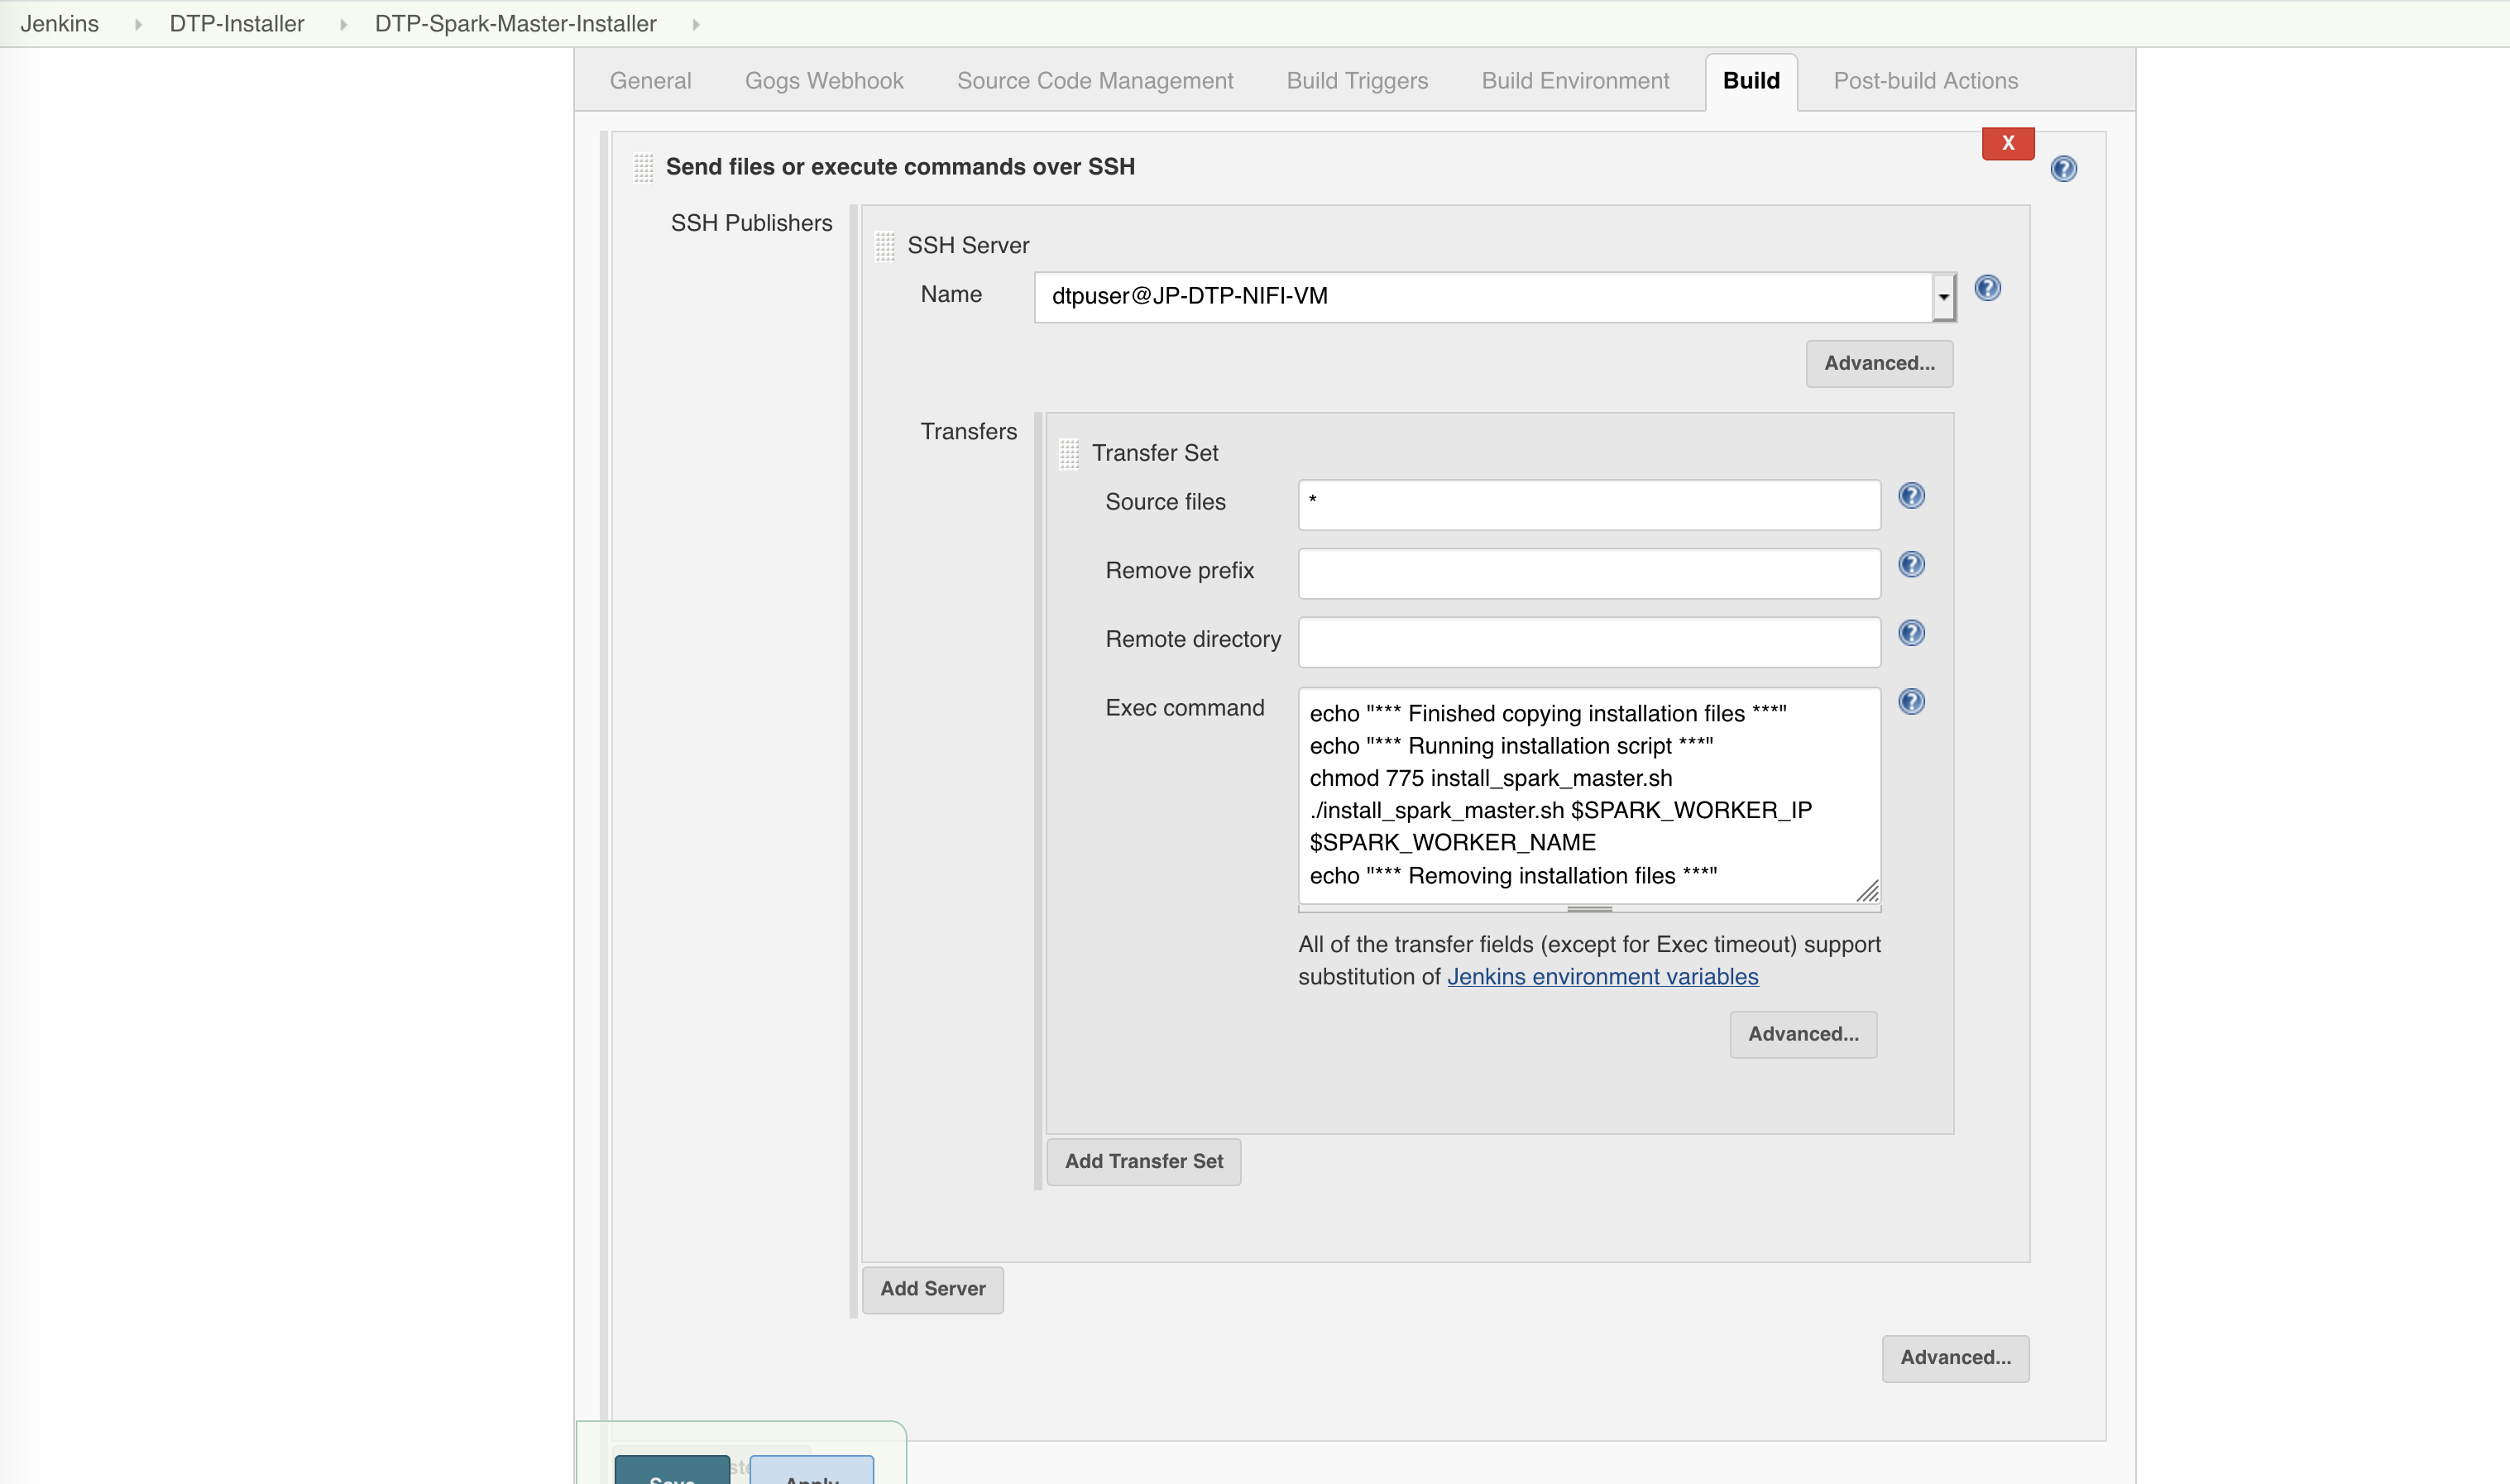 Jenkins DTP-Installer DTP-Spark-Master-Installer
General Gogs Webhook Source Code Management Build Triggers Build Environment Build Post-build Actions
X
Send files or execute commands over SSH
SSH Publishers
SSH Server
Name dtpuser@JP-DTP-NIFI-VM
Advanced...
Transfers
Transfer Set
Source files *
Remove prefix
Remote directory
Exec command
echo "*** Finished copying installation files ***"
echo "*** Running installation script ***"
chmod 775 install_spark_master.sh
./install_spark_master.sh $SPARK_WORKER_IP
$SPARK_WORKER_NAME
echo "*** Removing installation files ***"
All of the transfer fields (except for Exec timeout) support
substitution of Jenkins environment variables
Advanced...
Add Transfer Set
Add Server
Advanced...
Save Apply